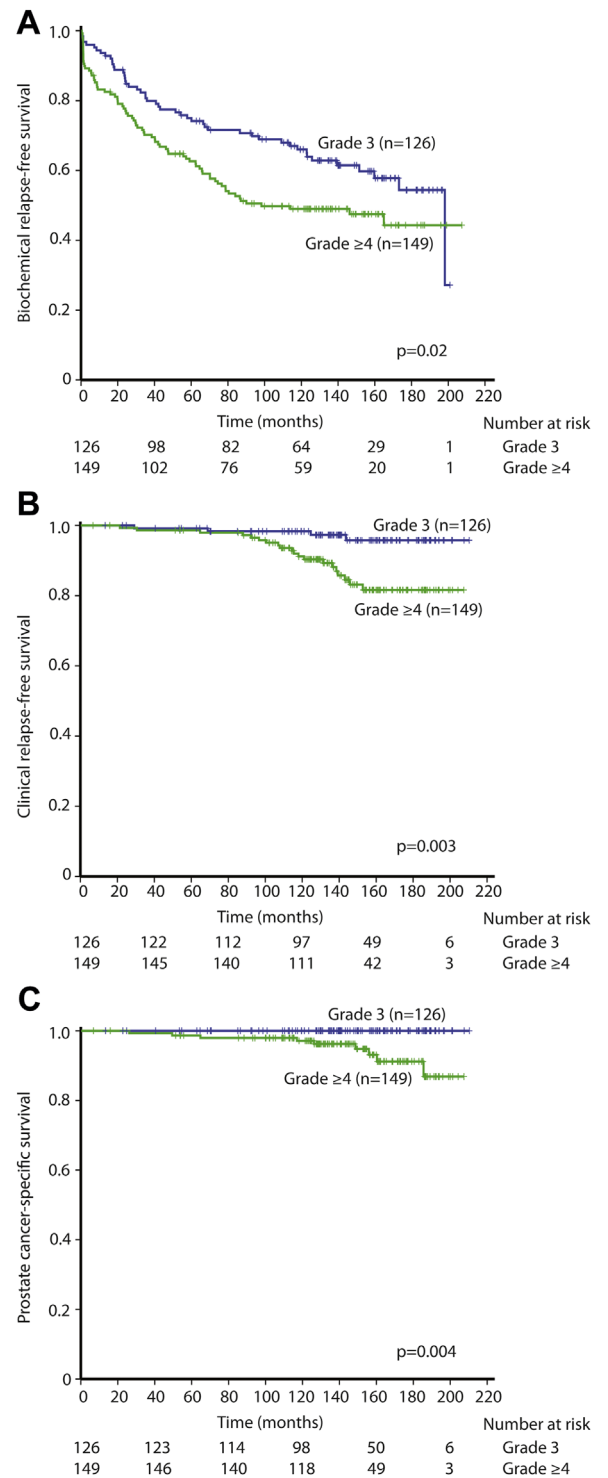 A
Biochemical relapse-free survival
1.0
0.8
0.6
0.4
0.2
0
Grade 3 (n=126)
Grade ≥4 (n=149)
p=0.02
0 20 40 60 80 100 120 140 160 180 200 220
Time (months)
Number at risk
126 98 82 64 29 1 Grade 3
149 102 76 59 20 1 Grade ≥4
B
Clinical relapse-free survival
1.0
0.8
0.6
0.4
0.2
0
Grade 3 (n=126)
Grade ≥4 (n=149)
p=0.003
0 20 40 60 80 100 120 140 160 180 200 220
Time (months)
Number at risk
126 122 112 97 49 6 Grade 3
149 145 140 111 42 3 Grade ≥4
C
Prostate cancer-specific survival
1.0
0.8
0.6
0.4
0.2
0
Grade 3 (n=126)
Grade ≥4 (n=149)
p=0.004
0 20 40 60 80 100 120 140 160 180 200 220
Time (months)
Number at risk
126 123 114 98 50 6 Grade 3
149 146 140 118 49 3 Grade ≥4